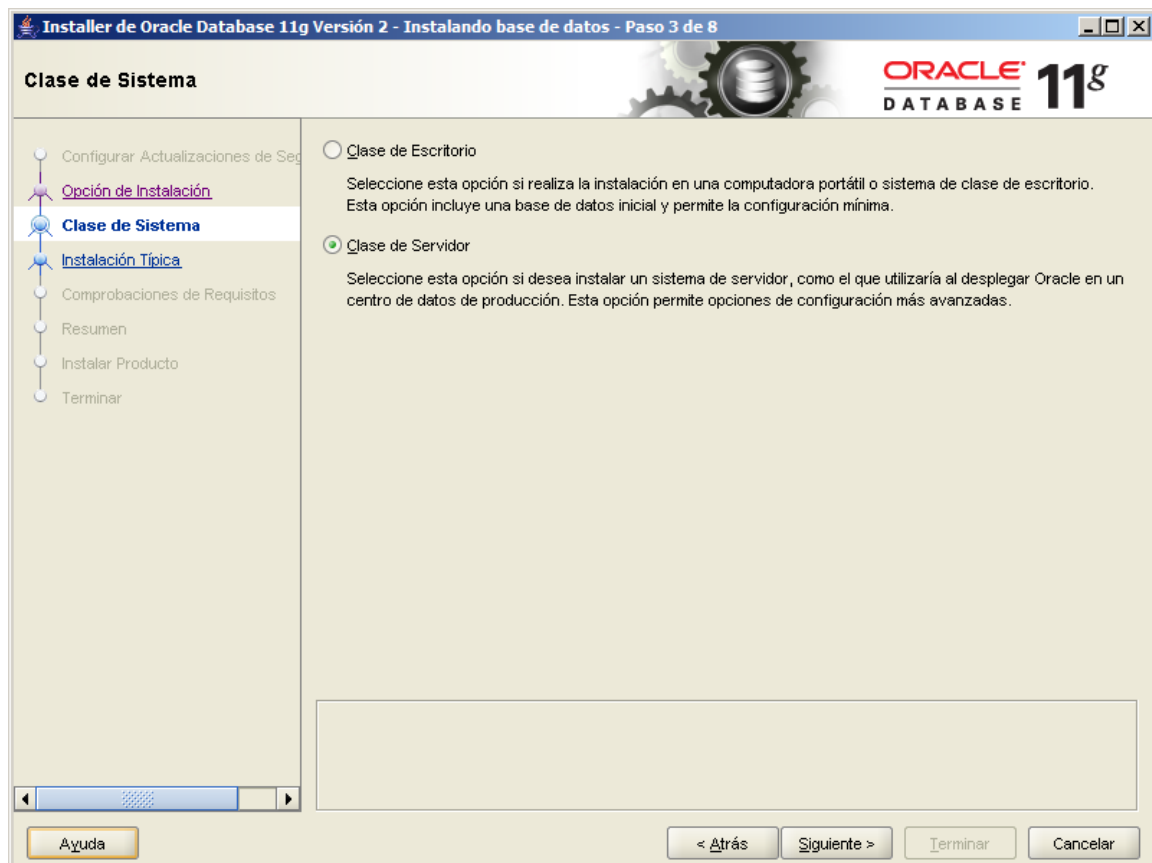 Installer de Oracle Database 11g Versión 2 - Instalando base de datos - Paso 3 de 8
Clase de Sistema
ORACLE
DATABASE
11g
Configurar Actualizaciones de Seg
Opción de Instalación
Clase de Sistema
Instalación Típica
Comprobaciones de Requisitos
Resumen
Instalar Producto
Terminar
Clase de Escritorio
Seleccione esta opción si realiza la instalación en una computadora portátil o sistema de clase de escritorio.
Esta opción incluye una base de datos inicial y permite la configuración mínima.
Clase de Servidor
Seleccione esta opción si desea instalar un sistema de servidor, como el que utilizaría al desplegar Oracle en un
centro de datos de producción. Esta opción permite opciones de configuración más avanzadas.
Ayuda
< Atrás
Siguiente >
Terminar
Cancelar